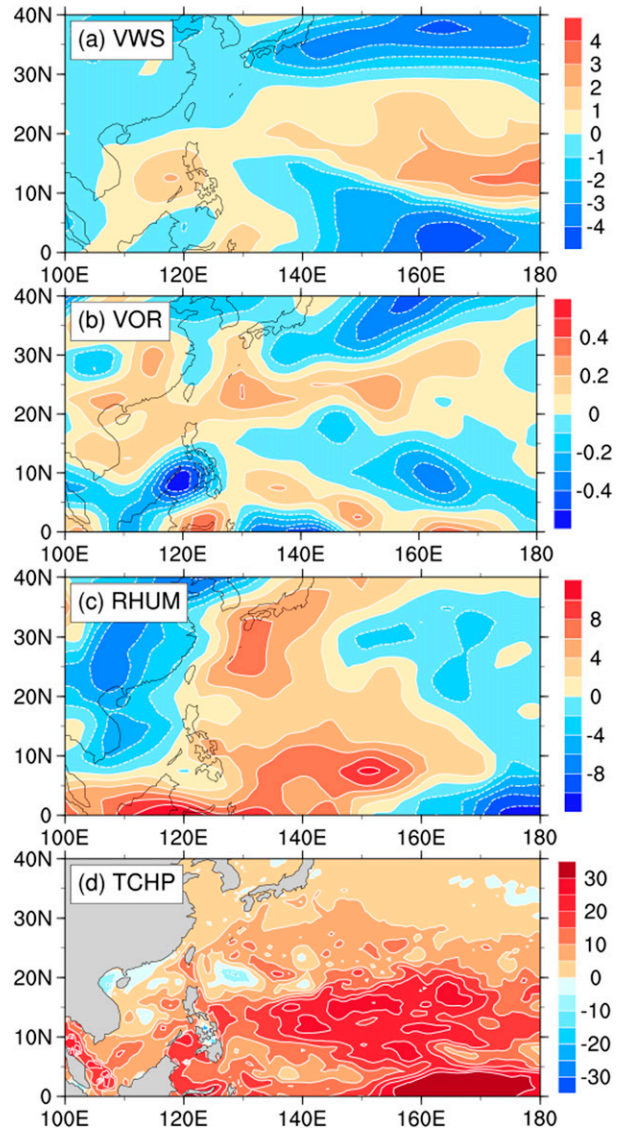 (a) VWS
40N
30N
20N
10N
0
100E 120E 140E 160E 180
4
3
2
1
0
-1
-2
-3
-4
(b) VOR
40N
30N
20N
10N
0
100E 120E 140E 160E 180
0.4
0.2
0
-0.2
-0.4
(c) RHUM
40N
30N
20N
10N
0
100E 120E 140E 160E 180
8
4
0
-4
-8
(d) TCHP
40N
30N
20N
10N
0
100E 120E 140E 160E 180
30
20
10
0
-10
-20
-30